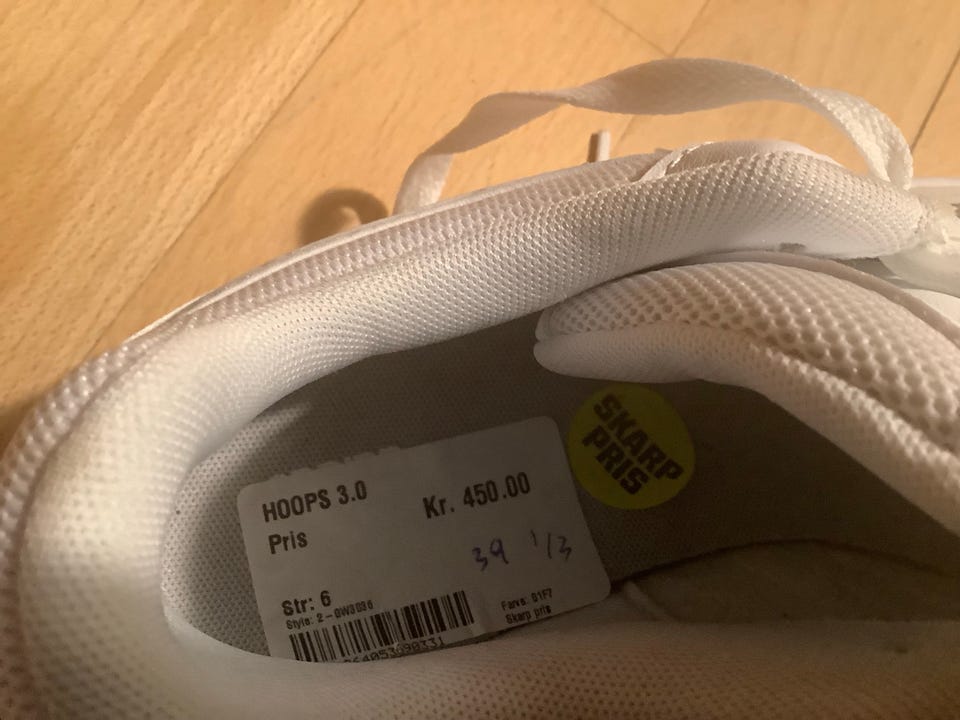 HOOPS 3.0
Kr. 450.00
Pris
39 1/3
Str: 6
Style: 2-GW3036
Farve: 01F7
Skarp pris
SKARP
PRIS